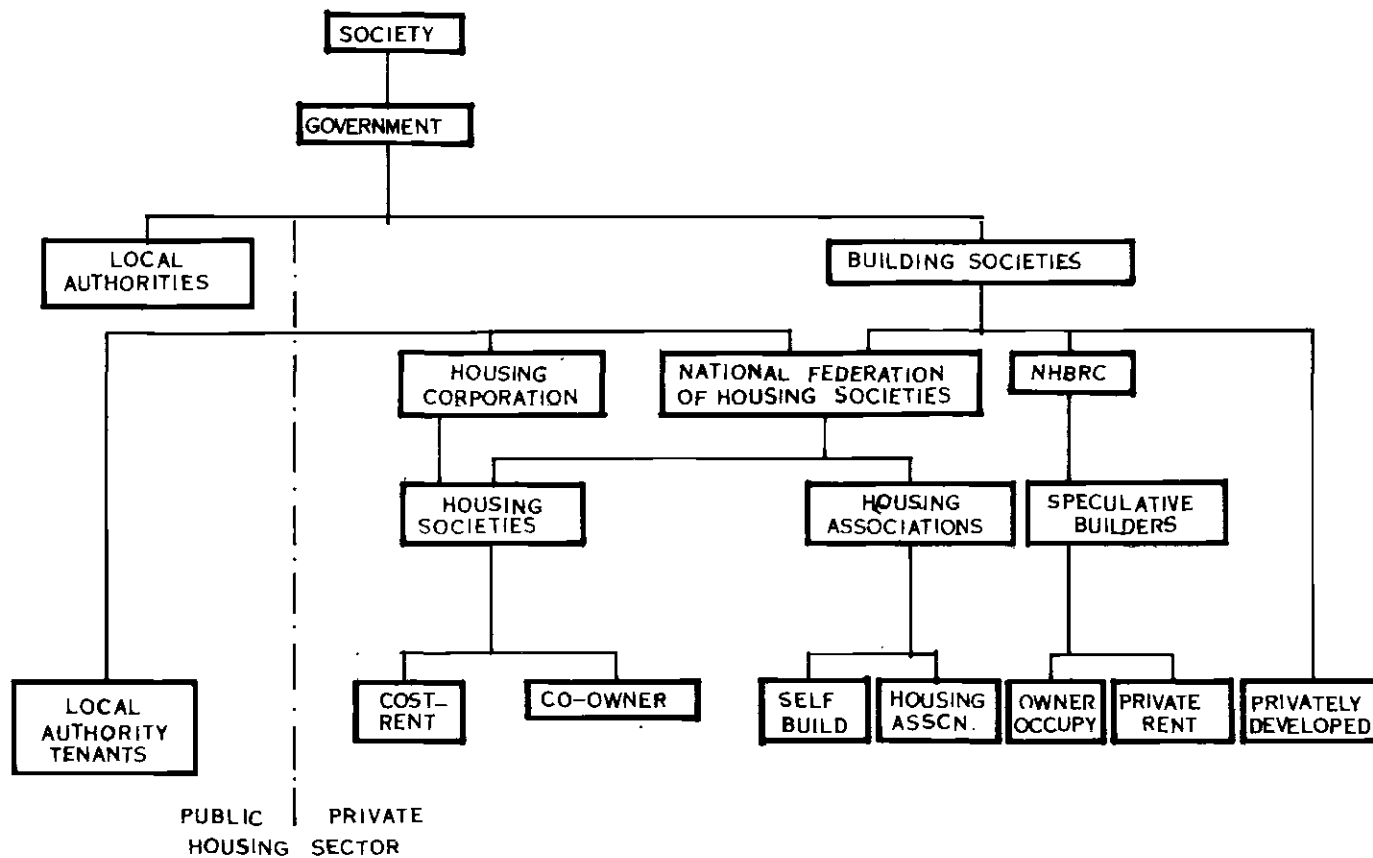 SOCIETY
GOVERNMENT
LOCAL
AUTHORITIES
BUILDING SOCIETIES
HOUSING
CORPORATION
NATIONAL FEDERATION
OF HOUSING SOCIETIES
NHBRC
HOUSING
SOCIETIES
HOUSING
ASSOCIATIONS
SPECULATIVE
BUILDERS
LOCAL
AUTHORITY
TENANTS
COST-
RENT
CO-OWNER
SELF
BUILD
HOUSING
ASSCN.
OWNER
OCCUPY
PRIVATE
RENT
PRIVATELY
DEVELOPED
PUBLIC PRIVATE
HOUSING SECTOR